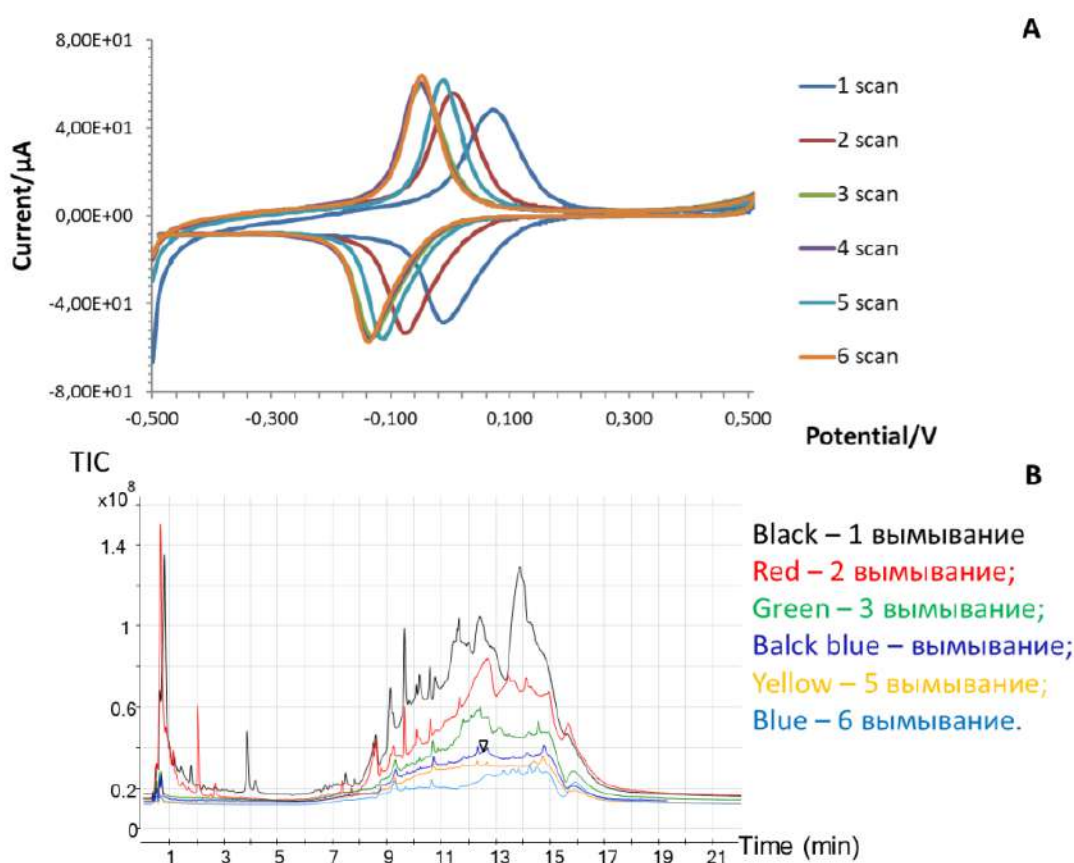 A
8,00E+01
4,00E+01
0,00E+00
-4,00E+01
-8,00E+01
Current/µA
-0,500
-0,300
-0,100
0,100
0,300
0,500
Potential/V
1 scan
2 scan
3 scan
4 scan
5 scan
6 scan
B
TIC
x10⁸
1.4
1
0.6
0.2
0
1 3 5 7 9 11 13 15 17 19 21
Time (min)
Black – 1 вымывание
Red – 2 вымывание;
Green – 3 вымывание;
Balck blue – вымывание;
Yellow – 5 вымывание;
Blue – 6 вымывание.